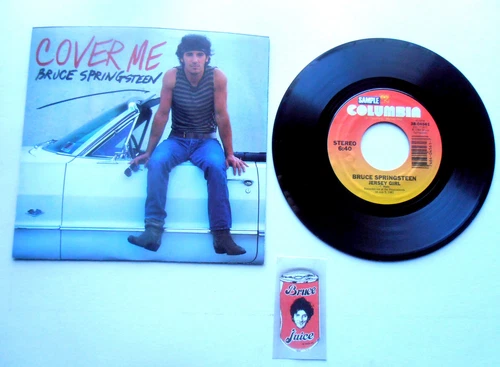 COVER ME
BRUCE SPRINGSTEEN
SAMPLE
COLUMBIA
STEREO
6:40
BRUCE SPRINGSTEEN
JERSEY GIRL
Bruce
Juice